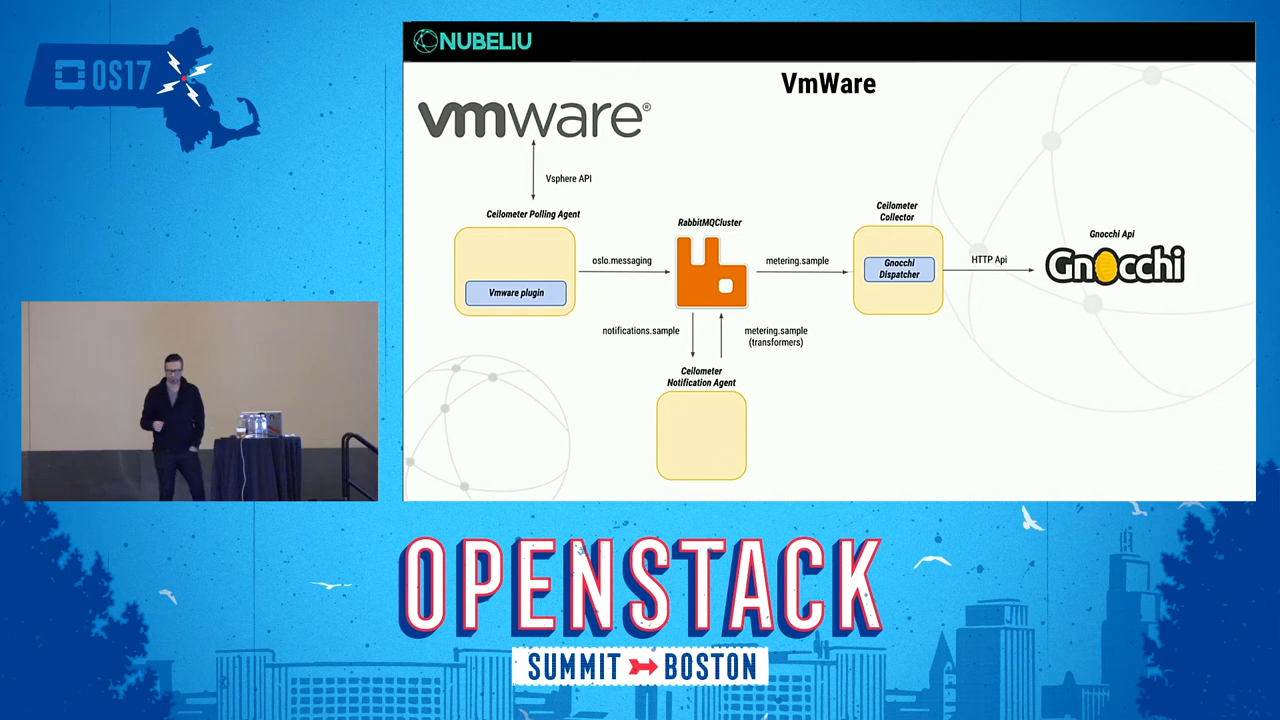 OS17
NUBELIU
VmWare
vmware®
Vsphere API
Ceilometer Polling Agent
Vmware plugin
oslo.messaging
RabbitMQCluster
metering.sample
Ceilometer
Collector
Gnocchi
Dispatcher
HTTP Api
Gnocchi Api
Gnocchi
notifications.sample
metering.sample
(transformers)
Ceilometer
Notification Agent
OPENSTACK
SUMMIT BOSTON